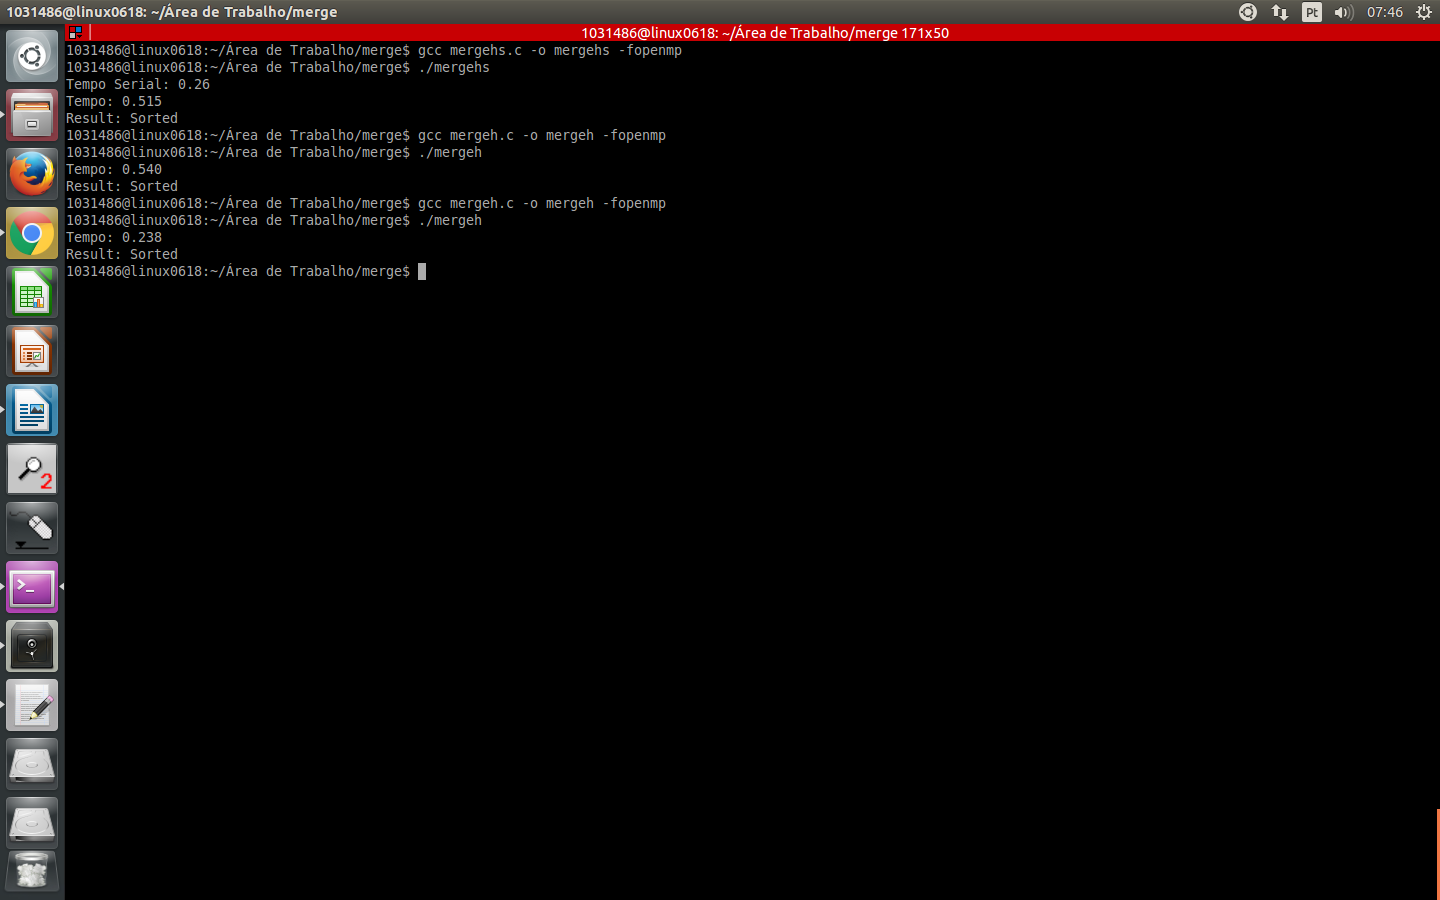 1031486@linux0618: ~/Área de Trabalho/merge
Pt
07:46
1031486@linux0618: ~/Área de Trabalho/merge 171x50
1031486@linux0618:~/Área de Trabalho/merge$ gcc mergehs.c -o mergehs -fopenmp
1031486@linux0618:~/Área de Trabalho/merge$ ./mergehs
Tempo Serial: 0.26
Tempo: 0.515
Result: Sorted
1031486@linux0618:~/Área de Trabalho/merge$ gcc mergeh.c -o mergeh -fopenmp
1031486@linux0618:~/Área de Trabalho/merge$ ./mergeh
Tempo: 0.540
Result: Sorted
1031486@linux0618:~/Área de Trabalho/merge$ gcc mergeh.c -o mergeh -fopenmp
1031486@linux0618:~/Área de Trabalho/merge$ ./mergeh
Tempo: 0.238
Result: Sorted
1031486@linux0618:~/Área de Trabalho/merge$
2
>_